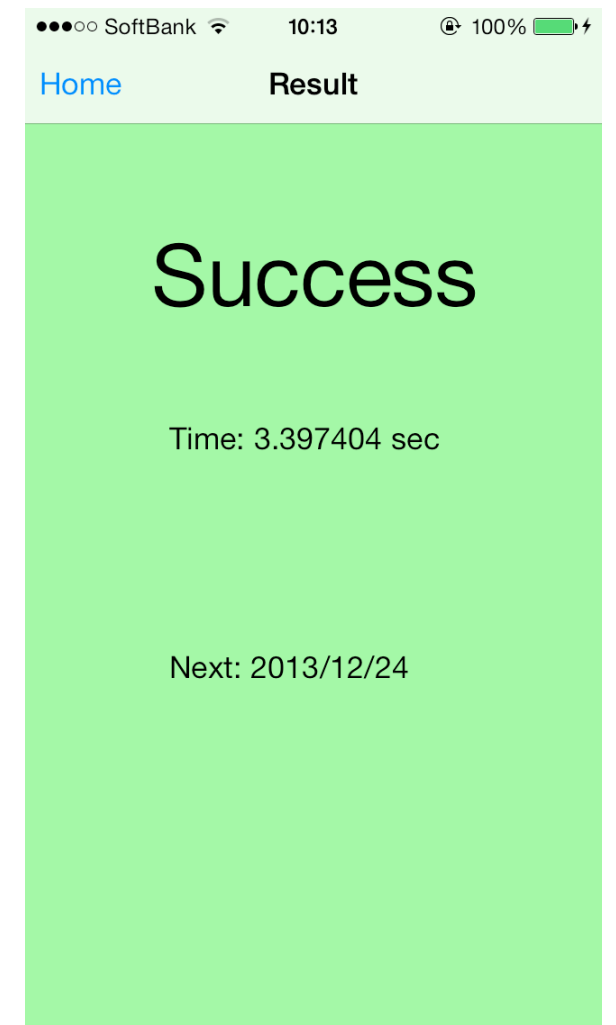 SoftBank 10:13 100%
Home Result
Success
Time: 3.397404 sec
Next: 2013/12/24